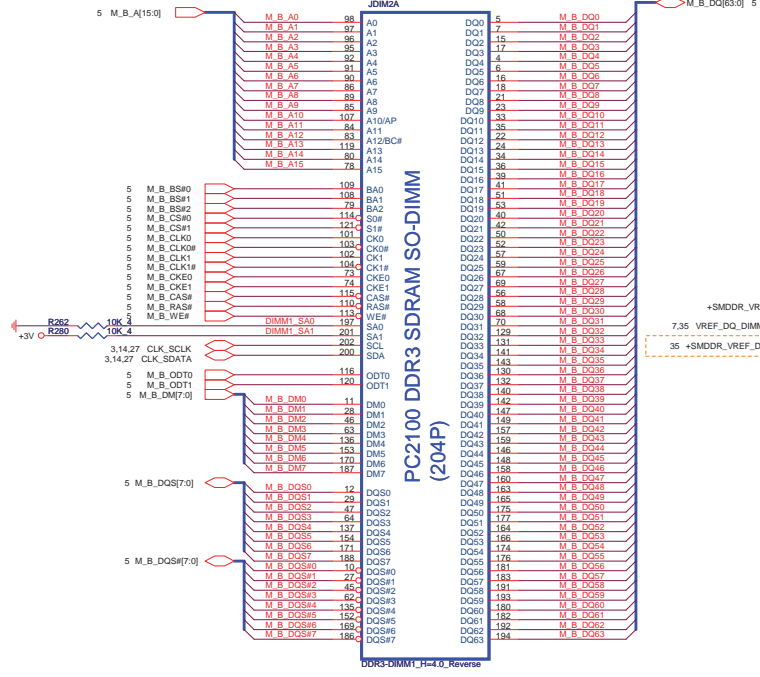 JDIM2A
5 M_B_A[15:0]
M_B_A0 98 A0
M_B_A1 97 A1
M_B_A2 96 A2
M_B_A3 95 A3
M_B_A4 92 A4
M_B_A5 91 A5
M_B_A6 90 A6
M_B_A7 86 A7
M_B_A8 89 A8
M_B_A9 85 A9
M_B_A10 107 A10/AP
M_B_A11 84 A11
M_B_A12 83 A12/BC#
M_B_A13 119 A13
M_B_A14 80 A14
M_B_A15 78 A15
5 M_B_BS#0 109 BA0
5 M_B_BS#1 108 BA1
5 M_B_BS#2 79 BA2
5 M_B_CS#0 114 S0#
5 M_B_CS#1 121 S1#
5 M_B_CLK0 101 CK0
5 M_B_CLK0# 103 CK0#
5 M_B_CLK1 102 CK1
5 M_B_CLK1# 104 CK1#
5 M_B_CKE0 73 CKE0
5 M_B_CKE1 74 CKE1
5 M_B_CAS# 115 CAS#
5 M_B_RAS# 110 RAS#
5 M_B_WE# 113 WE#
R262 10K_4 DIMM1_SA0 197 SA0
+3V R280 10K_4 DIMM1_SA1 201 SA1
3,14,27 CLK_SCLK 202 SCL
3,14,27 CLK_SDATA 200 SDA
5 M_B_ODT0 116 ODT0
5 M_B_ODT1 120 ODT1
5 M_B_DM[7:0]
M_B_DM0 11 DM0
M_B_DM1 28 DM1
M_B_DM2 46 DM2
M_B_DM3 63 DM3
M_B_DM4 136 DM4
M_B_DM5 153 DM5
M_B_DM6 170 DM6
M_B_DM7 187 DM7
5 M_B_DQS[7:0]
M_B_DQS0 12 DQS0
M_B_DQS1 29 DQS1
M_B_DQS2 47 DQS2
M_B_DQS3 64 DQS3
M_B_DQS4 137 DQS4
M_B_DQS5 154 DQS5
M_B_DQS6 171 DQS6
M_B_DQS7 188 DQS7
5 M_B_DQS#[7:0]
M_B_DQS#0 10 DQS#0
M_B_DQS#1 27 DQS#1
M_B_DQS#2 45 DQS#2
M_B_DQS#3 62 DQS#3
M_B_DQS#4 135 DQS#4
M_B_DQS#5 152 DQS#5
M_B_DQS#6 169 DQS#6
M_B_DQS#7 186 DQS#7
PC2100 DDR3 SDRAM SO-DIMM
(204P)
M_B_DQ[63:0] 5
DQ0 5 M_B_DQ0
DQ1 7 M_B_DQ1
DQ2 15 M_B_DQ2
DQ3 17 M_B_DQ3
DQ4 4 M_B_DQ4
DQ5 6 M_B_DQ5
DQ6 16 M_B_DQ6
DQ7 18 M_B_DQ7
DQ8 21 M_B_DQ8
DQ9 23 M_B_DQ9
DQ10 33 M_B_DQ10
DQ11 35 M_B_DQ11
DQ12 22 M_B_DQ12
DQ13 24 M_B_DQ13
DQ14 34 M_B_DQ14
DQ15 36 M_B_DQ15
DQ16 39 M_B_DQ16
DQ17 41 M_B_DQ17
DQ18 51 M_B_DQ18
DQ19 53 M_B_DQ19
DQ20 40 M_B_DQ20
DQ21 42 M_B_DQ21
DQ22 50 M_B_DQ22
DQ23 52 M_B_DQ23
DQ24 57 M_B_DQ24
DQ25 59 M_B_DQ25
DQ26 67 M_B_DQ26
DQ27 69 M_B_DQ27
DQ28 56 M_B_DQ28
DQ29 58 M_B_DQ29
DQ30 68 M_B_DQ30
DQ31 70 M_B_DQ31
DQ32 129 M_B_DQ32
DQ33 131 M_B_DQ33
DQ34 141 M_B_DQ34
DQ35 143 M_B_DQ35
DQ36 130 M_B_DQ36
DQ37 132 M_B_DQ37
DQ38 140 M_B_DQ38
DQ39 142 M_B_DQ39
DQ40 147 M_B_DQ40
DQ41 149 M_B_DQ41
DQ42 157 M_B_DQ42
DQ43 159 M_B_DQ43
DQ44 146 M_B_DQ44
DQ45 148 M_B_DQ45
DQ46 158 M_B_DQ46
DQ47 160 M_B_DQ47
DQ48 163 M_B_DQ48
DQ49 165 M_B_DQ49
DQ50 175 M_B_DQ50
DQ51 177 M_B_DQ51
DQ52 164 M_B_DQ52
DQ53 166 M_B_DQ53
DQ54 174 M_B_DQ54
DQ55 176 M_B_DQ55
DQ56 181 M_B_DQ56
DQ57 183 M_B_DQ57
DQ58 191 M_B_DQ58
DQ59 193 M_B_DQ59
DQ60 180 M_B_DQ60
DQ61 182 M_B_DQ61
DQ62 192 M_B_DQ62
DQ63 194 M_B_DQ63
+SMDDR_VR
7,35 VREF_DQ_DIMM
35 +SMDDR_VREF_D
DDR3-DIMM1_H=4.0_Reverse